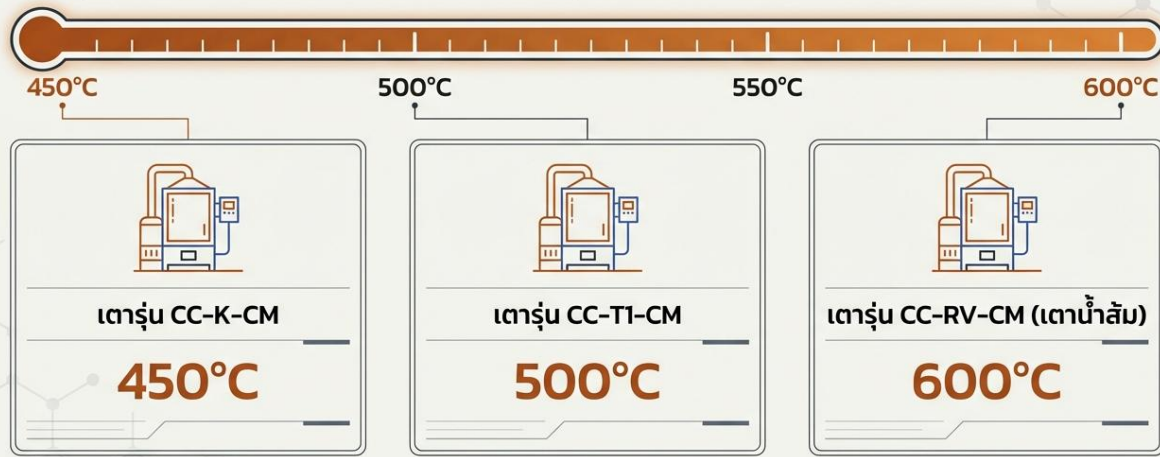 450°C 500°C 550°C 600°C
เตารุ่น CC-K-CM
450°C
เตารุ่น CC-T1-CM
500°C
เตารุ่น CC-RV-CM (เตาน้ำส้ม)
600°C